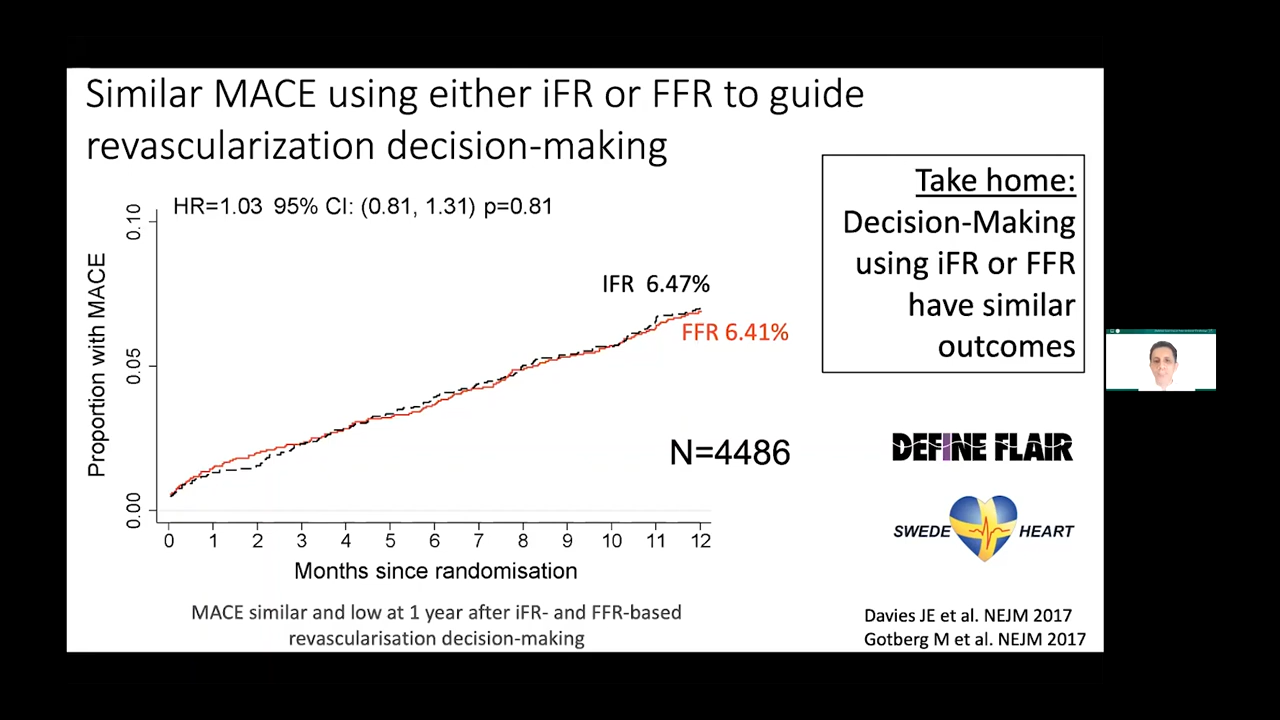 Similar MACE using either iFR or FFR to guide
revascularization decision-making
HR=1.03 95% CI: (0.81, 1.31) p=0.81
Take home:
Decision-Making
using iFR or FFR
have similar
outcomes
Proportion with MACE
0.10
0.05
0.00
IFR 6.47%
FFR 6.41%
N=4486
0 1 2 3 4 5 6 7 8 9 10 11 12
Months since randomisation
MACE similar and low at 1 year after iFR- and FFR-based
revascularisation decision-making
DEFINE FLAIR
SWEDE HEART
Davies JE et al. NEJM 2017
Gotberg M et al. NEJM 2017